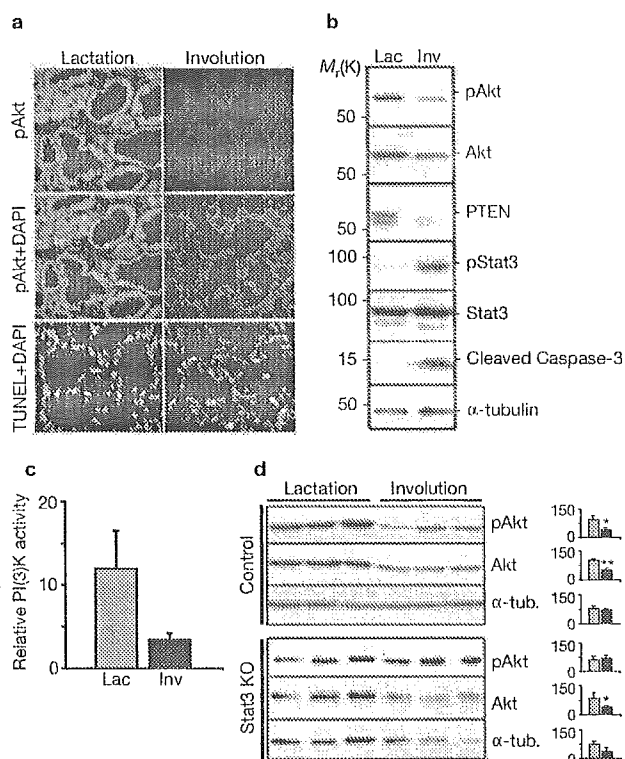 a
Lactation Involution
pAkt
pAkt+DAPI
TUNEL+DAPI
b
Lac Inv
Mr(K)
pAkt
50
Akt
50
PTEN
50
100
pStat3
100
Stat3
15
Cleaved Caspase-3
50
α-tubulin
c
Relative PI(3)K activity
20
10
0
Lac Inv
d
Lactation Involution
Control
pAkt
150
0
*
Akt
150
0
**
α-tub.
150
0
Stat3 KO
pAkt
150
0
Akt
150
0
*
α-tub.
150
0